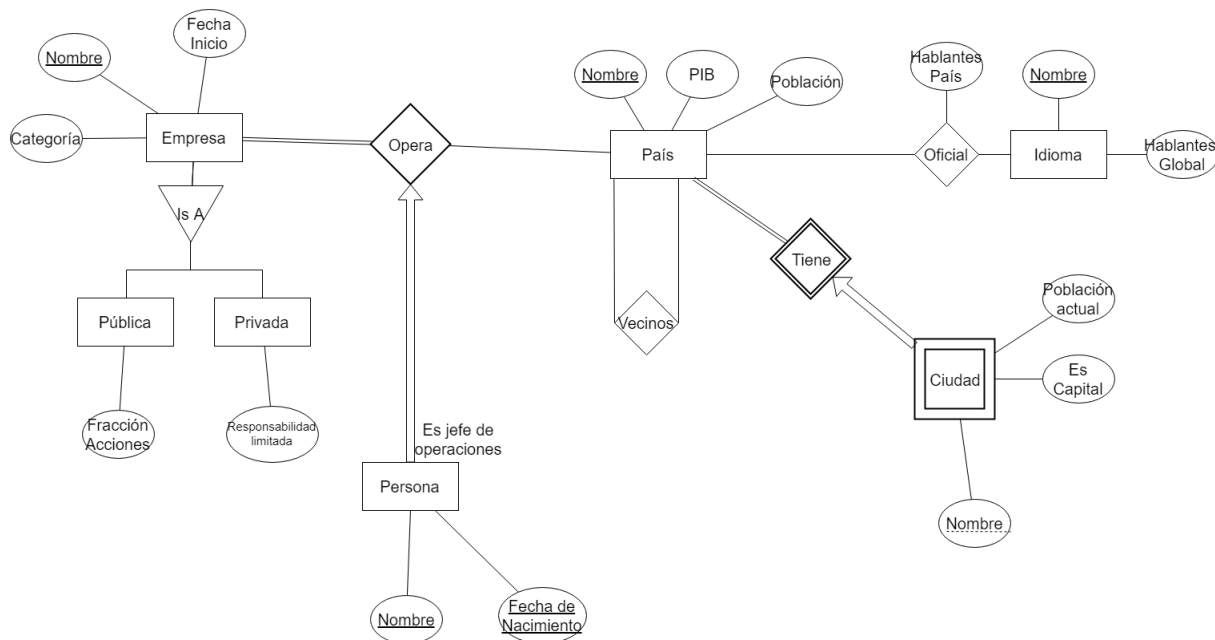 Fecha
Inicio
Nombre
Categoría
Empresa
Opera
Is A
Pública
Privada
Fracción
Acciones
Responsabilidad
limitada
Es jefe de
operaciones
Persona
Nombre
Fecha de
Nacimiento
Nombre
PIB
Población
País
Vecinos
Tiene
Hablantes
País
Oficial
Nombre
Idioma
Hablantes
Global
Población
actual
Ciudad
Es
Capital
Nombre